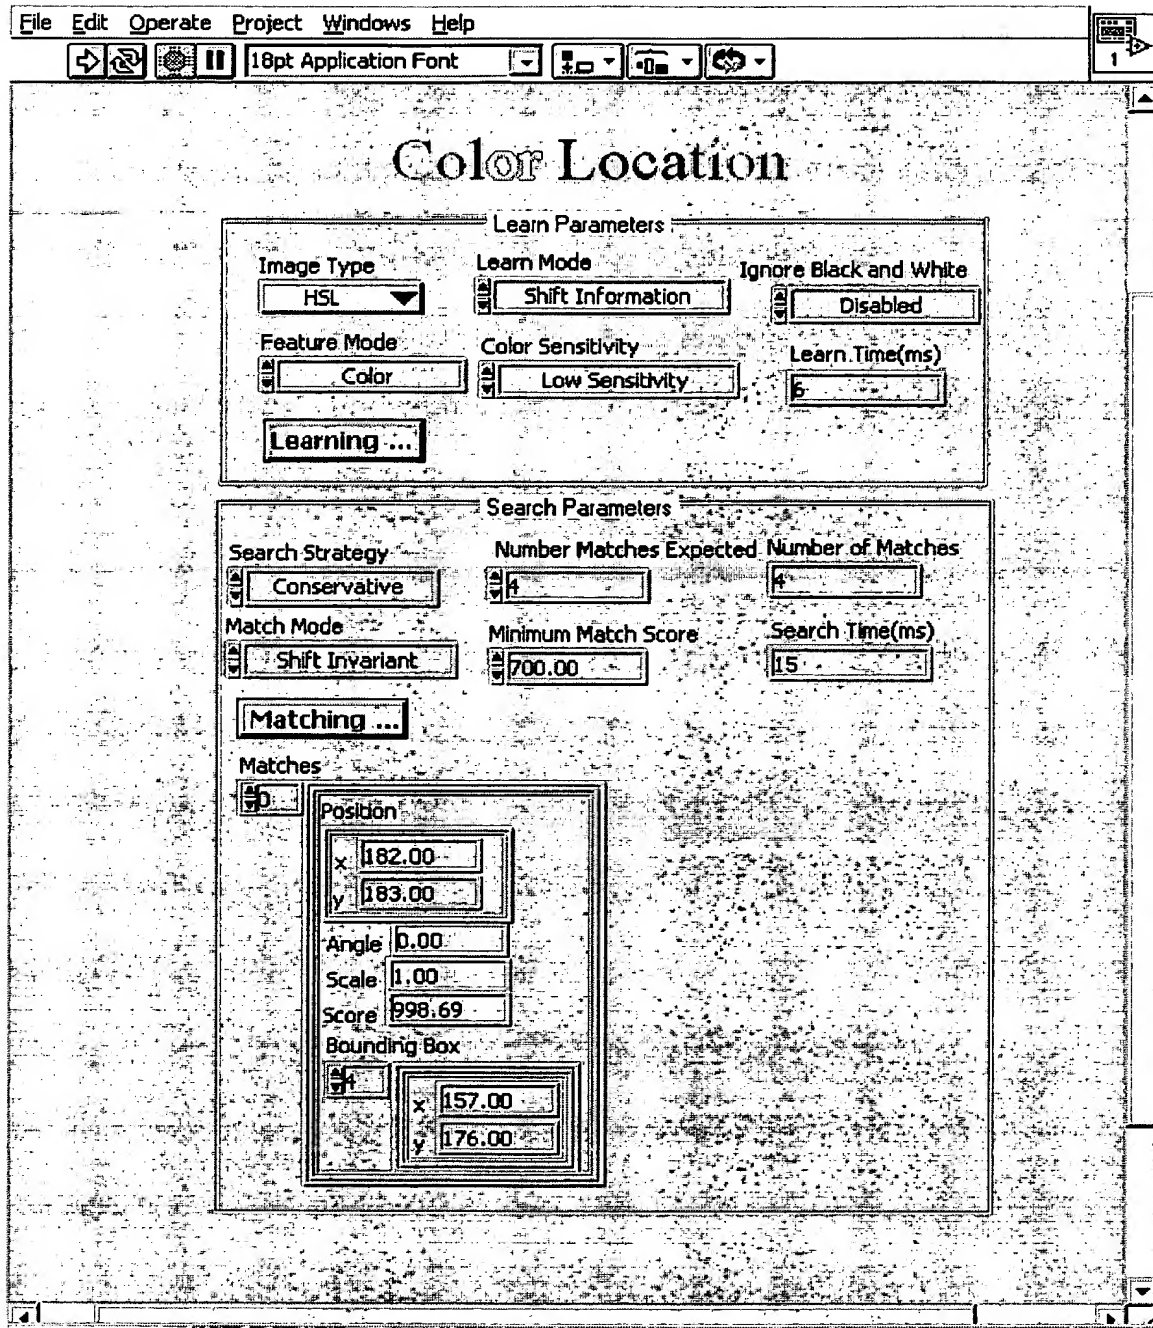 File Edit Operate Project Windows Help
18pt Application Font
1
Color Location
Learn Parameters
Image Type Learn Mode Ignore Black and White
HSL Shift Information Disabled
Feature Mode Color Sensitivity Learn Time(ms)
Color Low Sensitivity 6
Learning ...
Search Parameters
Search Strategy Number Matches Expected Number of Matches
Conservative 4 4
Match Mode Minimum Match Score Search Time(ms)
Shift Invariant 700.00 15
Matching ...
Matches
0
Position
x 182.00
y 183.00
Angle 0.00
Scale 1.00
Score 998.69
Bounding Box
4
x 157.00
y 176.00